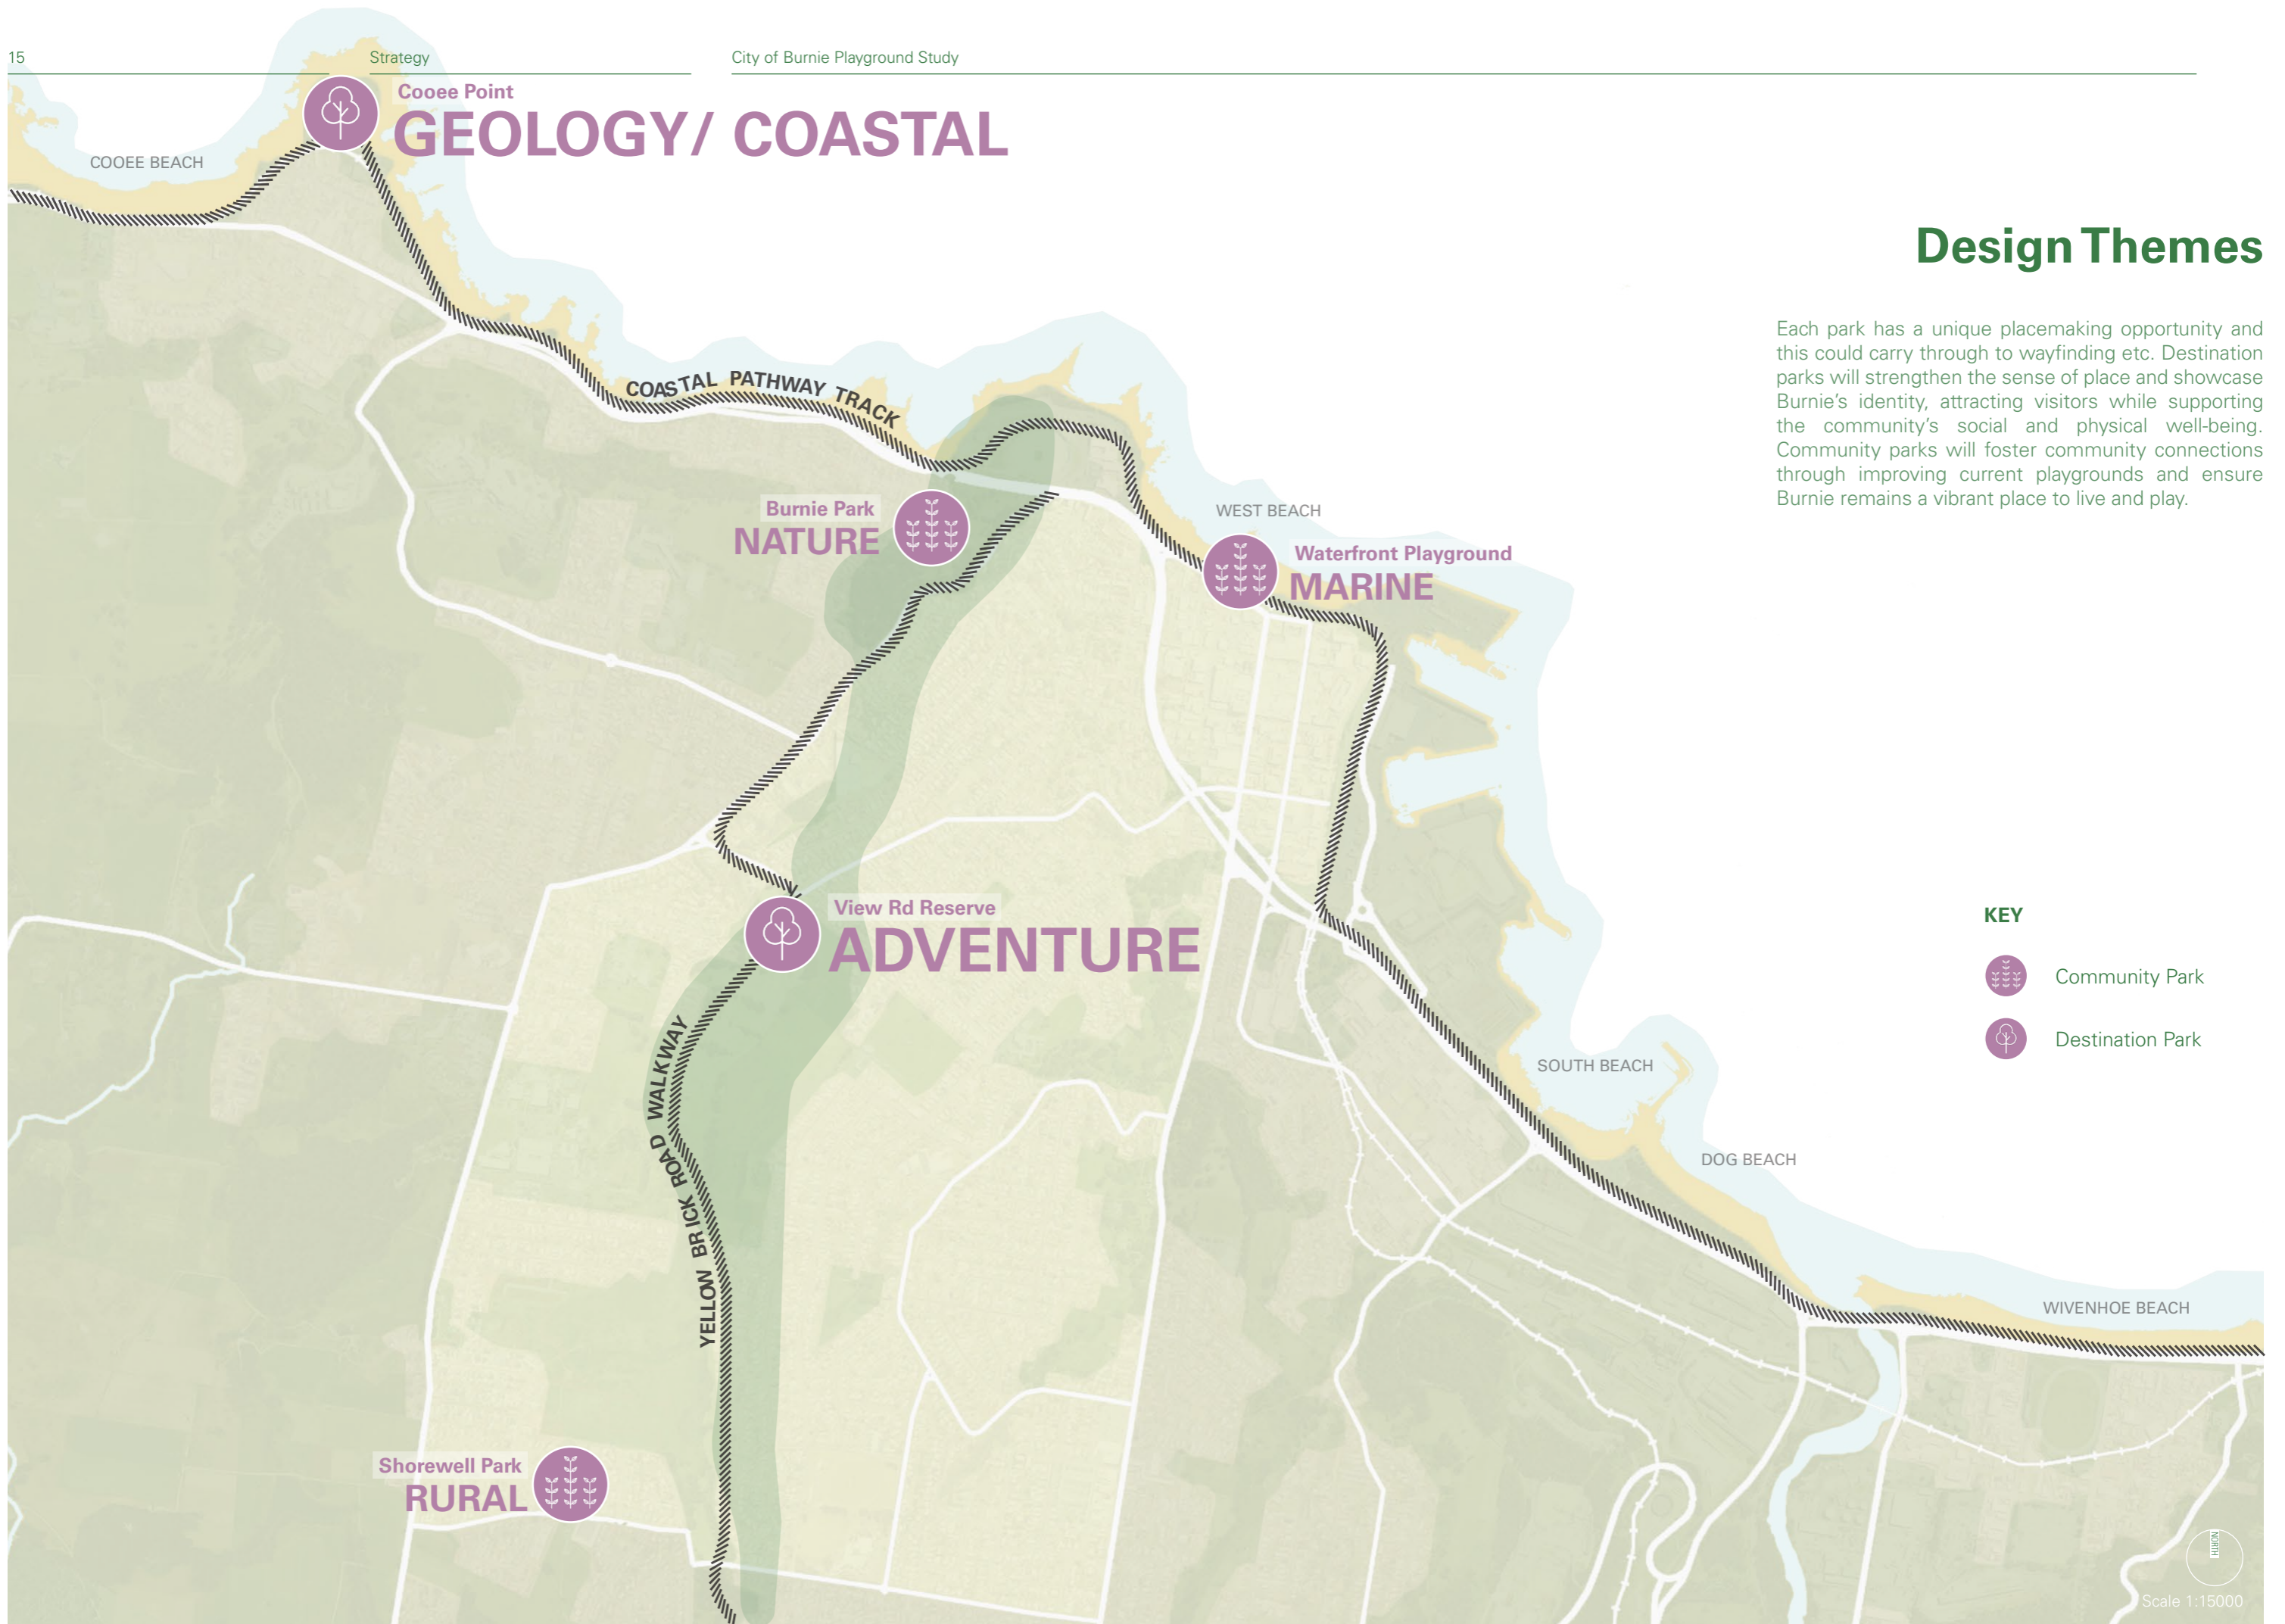 15
Strategy
City of Burnie Playground Study
Cooee Point
GEOLOGY/ COASTAL
COOEE BEACH
Design Themes
Each park has a unique placemaking opportunity and
this could carry through to wayfinding etc. Destination
parks will strengthen the sense of place and showcase
Burnie's identity, attracting visitors while supporting
the community's social and physical well-being.
Community parks will foster community connections
through improving current playgrounds and ensure
Burnie remains a vibrant place to live and play.
COASTAL PATHWAY TRACK
Burnie Park
NATURE
WEST BEACH
Waterfront Playground
MARINE
View Rd Reserve
ADVENTURE
KEY
Community Park
Destination Park
YELLOW BRICK ROAD WALKWAY
SOUTH BEACH
DOG BEACH
WIVENHOE BEACH
Shorewell Park
RURAL
NORTH
Scale 1:15000